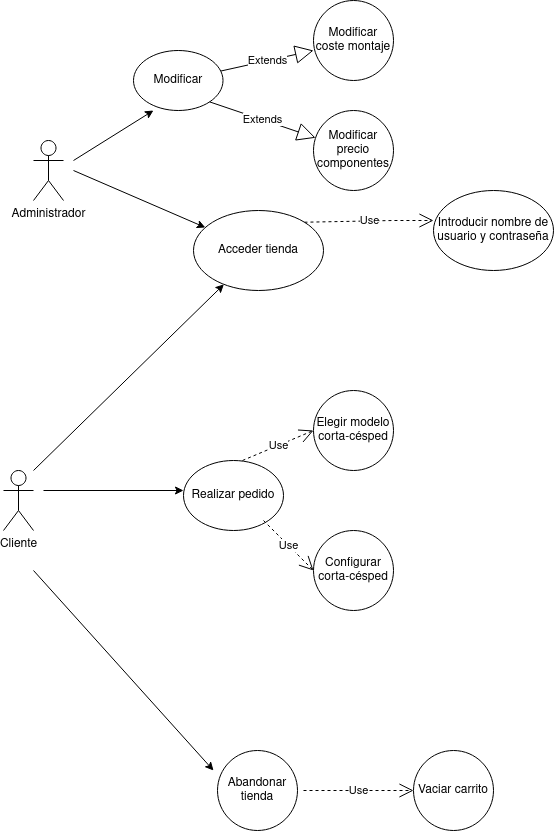 Modificar
coste montaje
Extends
Modificar
Extends
Modificar
precio
componentes
Administrador
Acceder tienda
Use
Introducir nombre de
usuario y contraseña
Elegir modelo
corta-césped
Use
Realizar pedido
Use
Configurar
corta-césped
Cliente
Abandonar
tienda
Use
Vaciar carrito